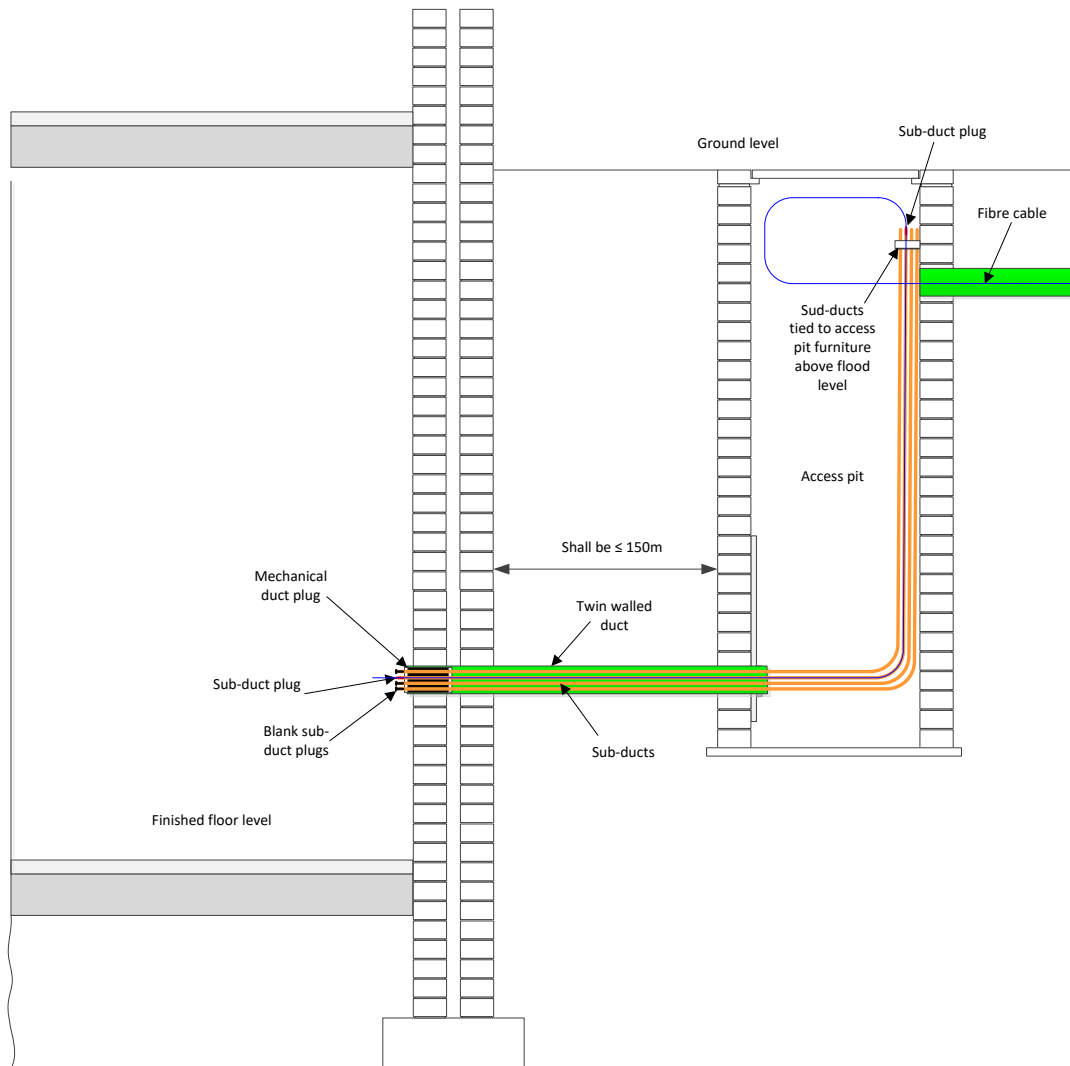 Sub-duct plug
Ground level
Fibre cable
Sud-ducts
tied to access
pit furniture
above flood
level
Access pit
Shall be ≤ 150m
Mechanical
duct plug
Twin walled
duct
Sub-duct plug
Blank sub-
duct plugs
Sub-ducts
Finished floor level